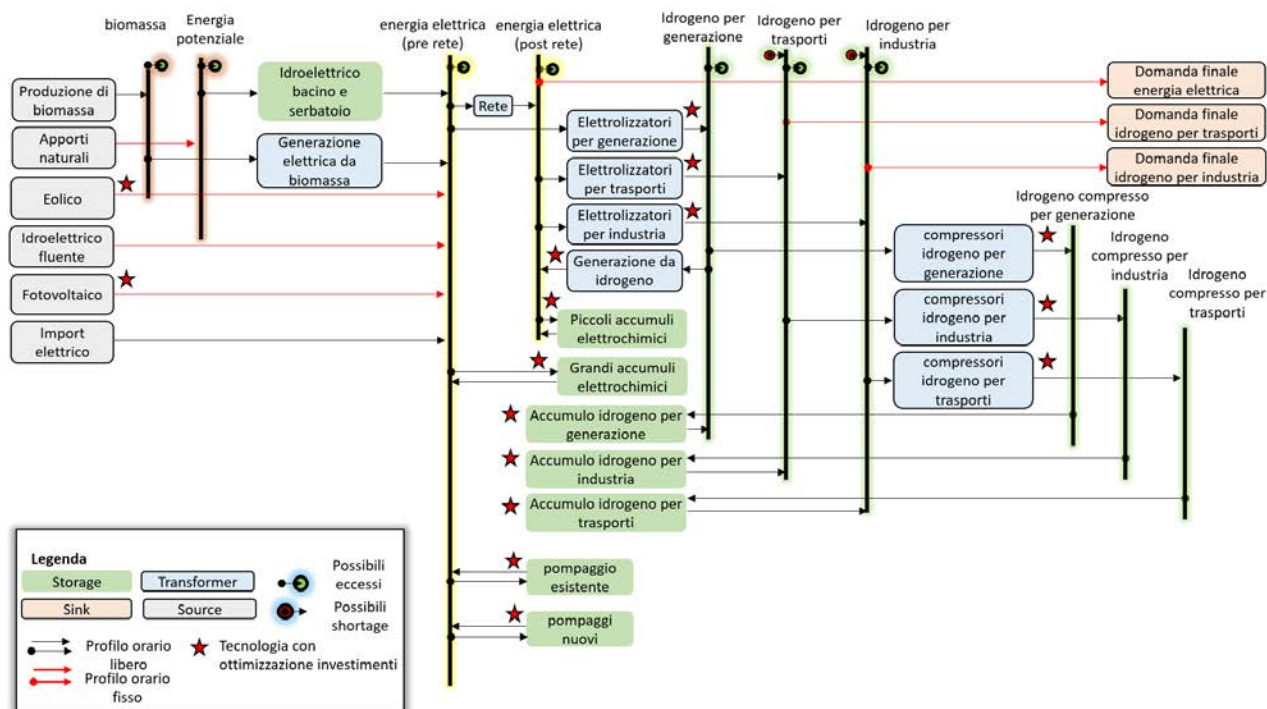 biomassa
Energia
potenziale
energia elettrica
(pre rete)
energia elettrica
(post rete)
Idrogeno per
generazione
Idrogeno per
trasporti
Idrogeno per
industria
Produzione di
biomassa
Apporti
naturali
Eolico
Idroelettrico
fluente
Fotovoltaico
Import
elettrico
Idroelettrico
bacino e
serbatoio
Generazione
elettrica da
biomassa
Rete
Elettrolizzatori
per generazione
Elettrolizzatori
per trasporti
Elettrolizzatori
per industria
Generazione da
idrogeno
Piccoli accumuli
elettrochimici
Grandi accumuli
elettrochimici
Accumulo idrogeno per
generazione
Accumulo idrogeno per
industria
Accumulo idrogeno per
trasporti
pompaggio
esistente
pompaggi
nuovi
Domanda finale
energia elettrica
Domanda finale
idrogeno per trasporti
Domanda finale
idrogeno per industria
Idrogeno compresso
per generazione
Idrogeno
compresso per
industria
Idrogeno
compresso per
trasporti
compressori
idrogeno per
generazione
compressori
idrogeno per
industria
compressori
idrogeno per
trasporti
Legenda
Storage
Transformer
Sink
Source
Possibili
eccessi
Possibili
shortage
Profilo orario
libero
Profilo orario
fisso
Tecnologia con
ottimizzazione investimenti